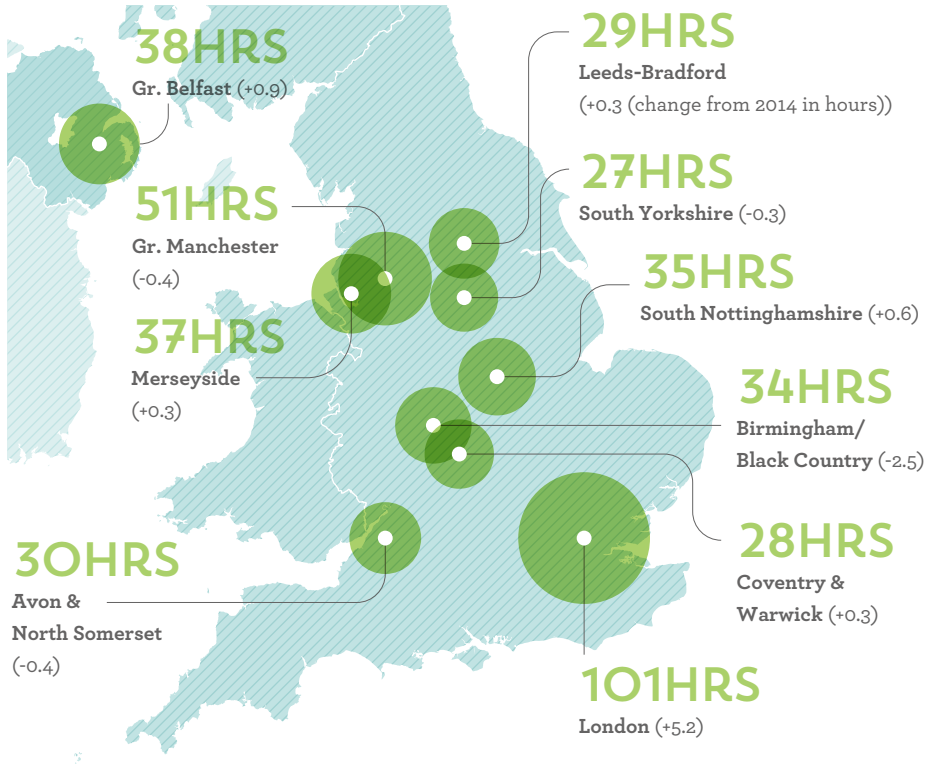 38HRS
Gr. Belfast (+0.9)
29HRS
Leeds-Bradford
(+0.3 (change from 2014 in hours))
51HRS
Gr. Manchester
(-0.4)
27HRS
South Yorkshire (-0.3)
35HRS
South Nottinghamshire (+0.6)
37HRS
Merseyside
(+0.3)
34HRS
Birmingham/
Black Country (-2.5)
30HRS
Avon &
North Somerset
(-0.4)
28HRS
Coventry &
Warwick (+0.3)
101HRS
London (+5.2)